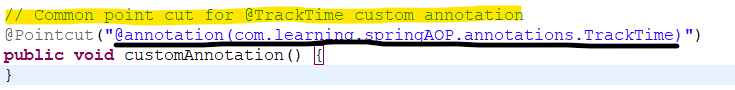 // Common point cut for @TrackTime custom annotation
@Pointcut("@annotation(com.learning.springAOP.annotations.TrackTime)")
public void customAnnotation() {
}